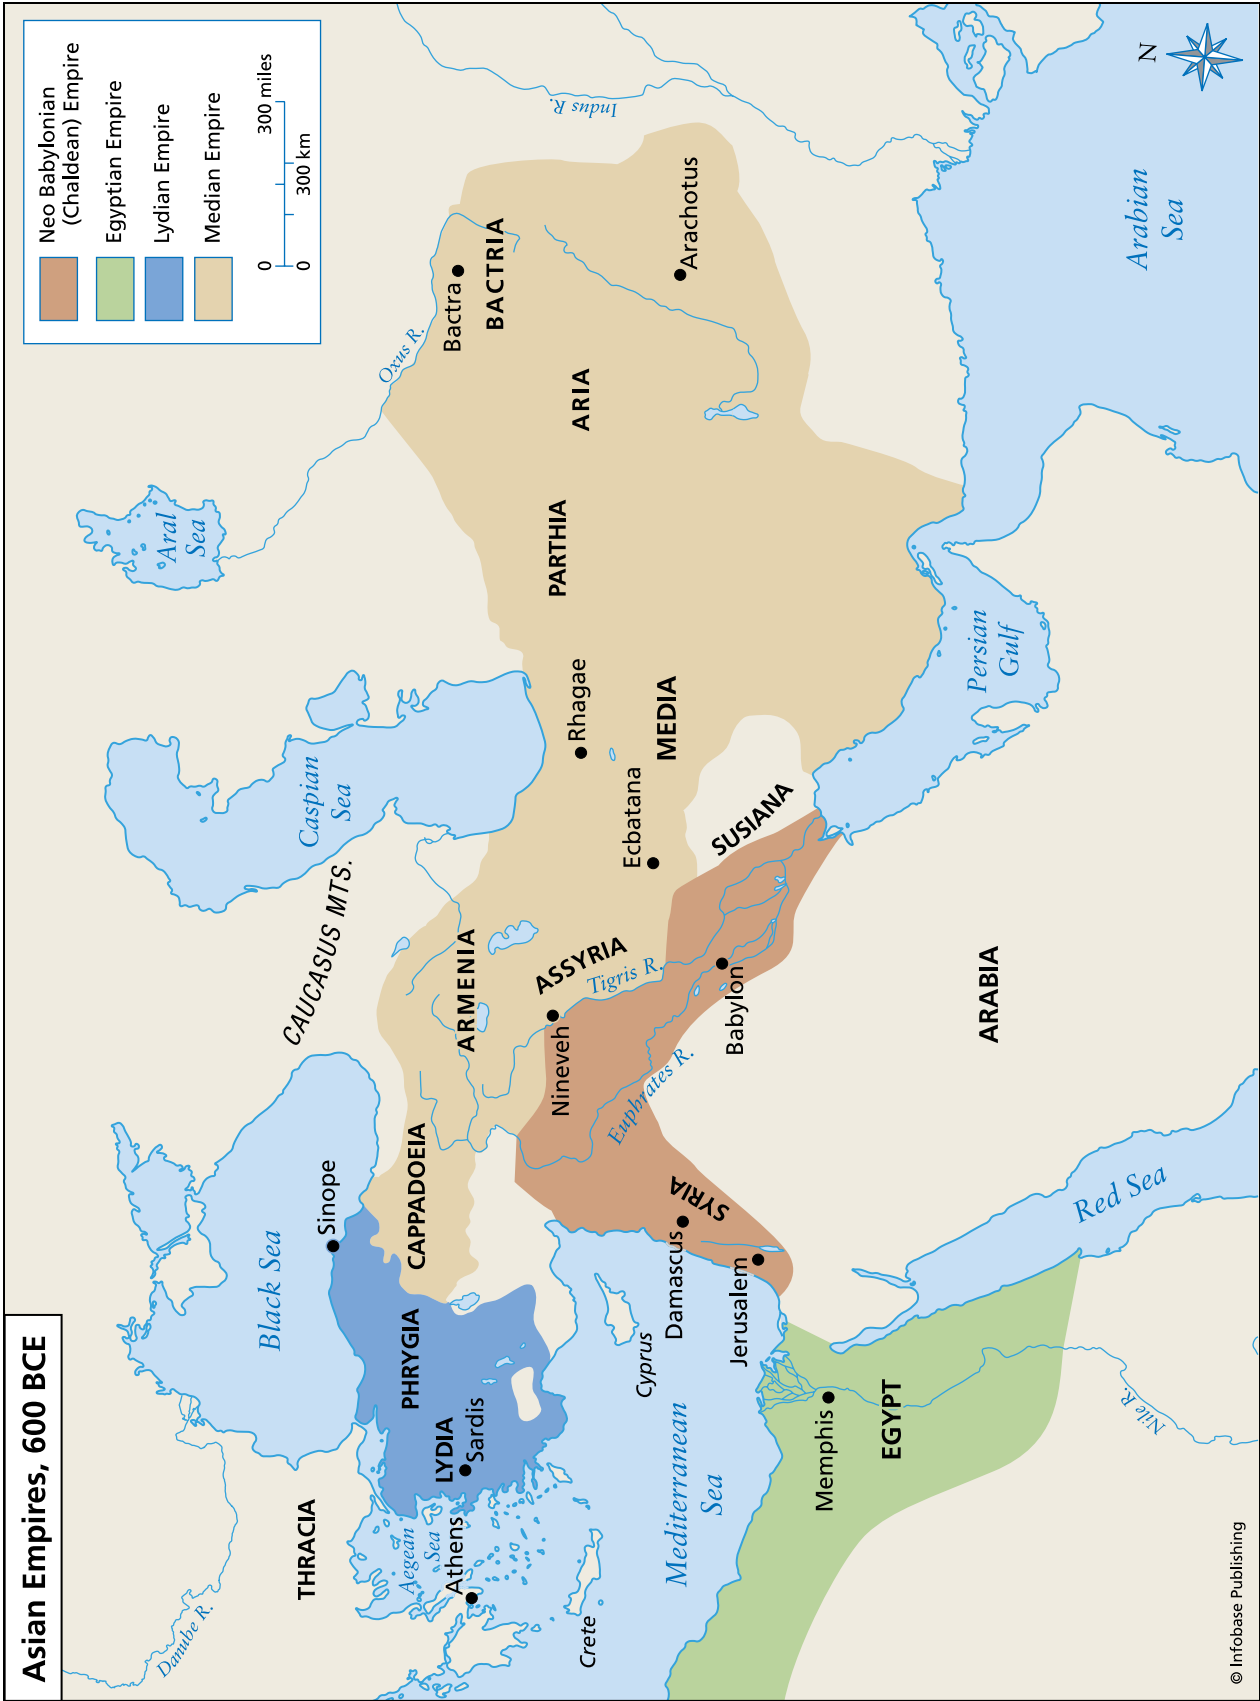 Asian Empires, 600 BCE
Neo Babylonian
(Chaldean) Empire
Egyptian Empire
Lydian Empire
Median Empire
0
300 miles
0
300 km
N
Danube R.
THRACIA
Black Sea
Sinope
CAUCASUS MTS.
Caspian
Sea
Aral
Sea
Oxus R.
Indus R.
Aegean
Sea
Athens
LYDIA
Sardis
PHRYGIA
CAPPADOEIA
ARMENIA
Bactra
BACTRIA
Crete
Cyprus
Nineveh
ASSYRIA
Tigris R.
Rhagae
PARTHIA
ARIA
Mediterranean
Sea
Damascus
SYRIA
Euphrates R.
Ecbatana
MEDIA
Arachotus
Jerusalem
Babylon
SUSIANA
Memphis
EGYPT
ARABIA
Persian
Gulf
Arabian
Sea
Nile R.
Red Sea
© Infobase Publishing